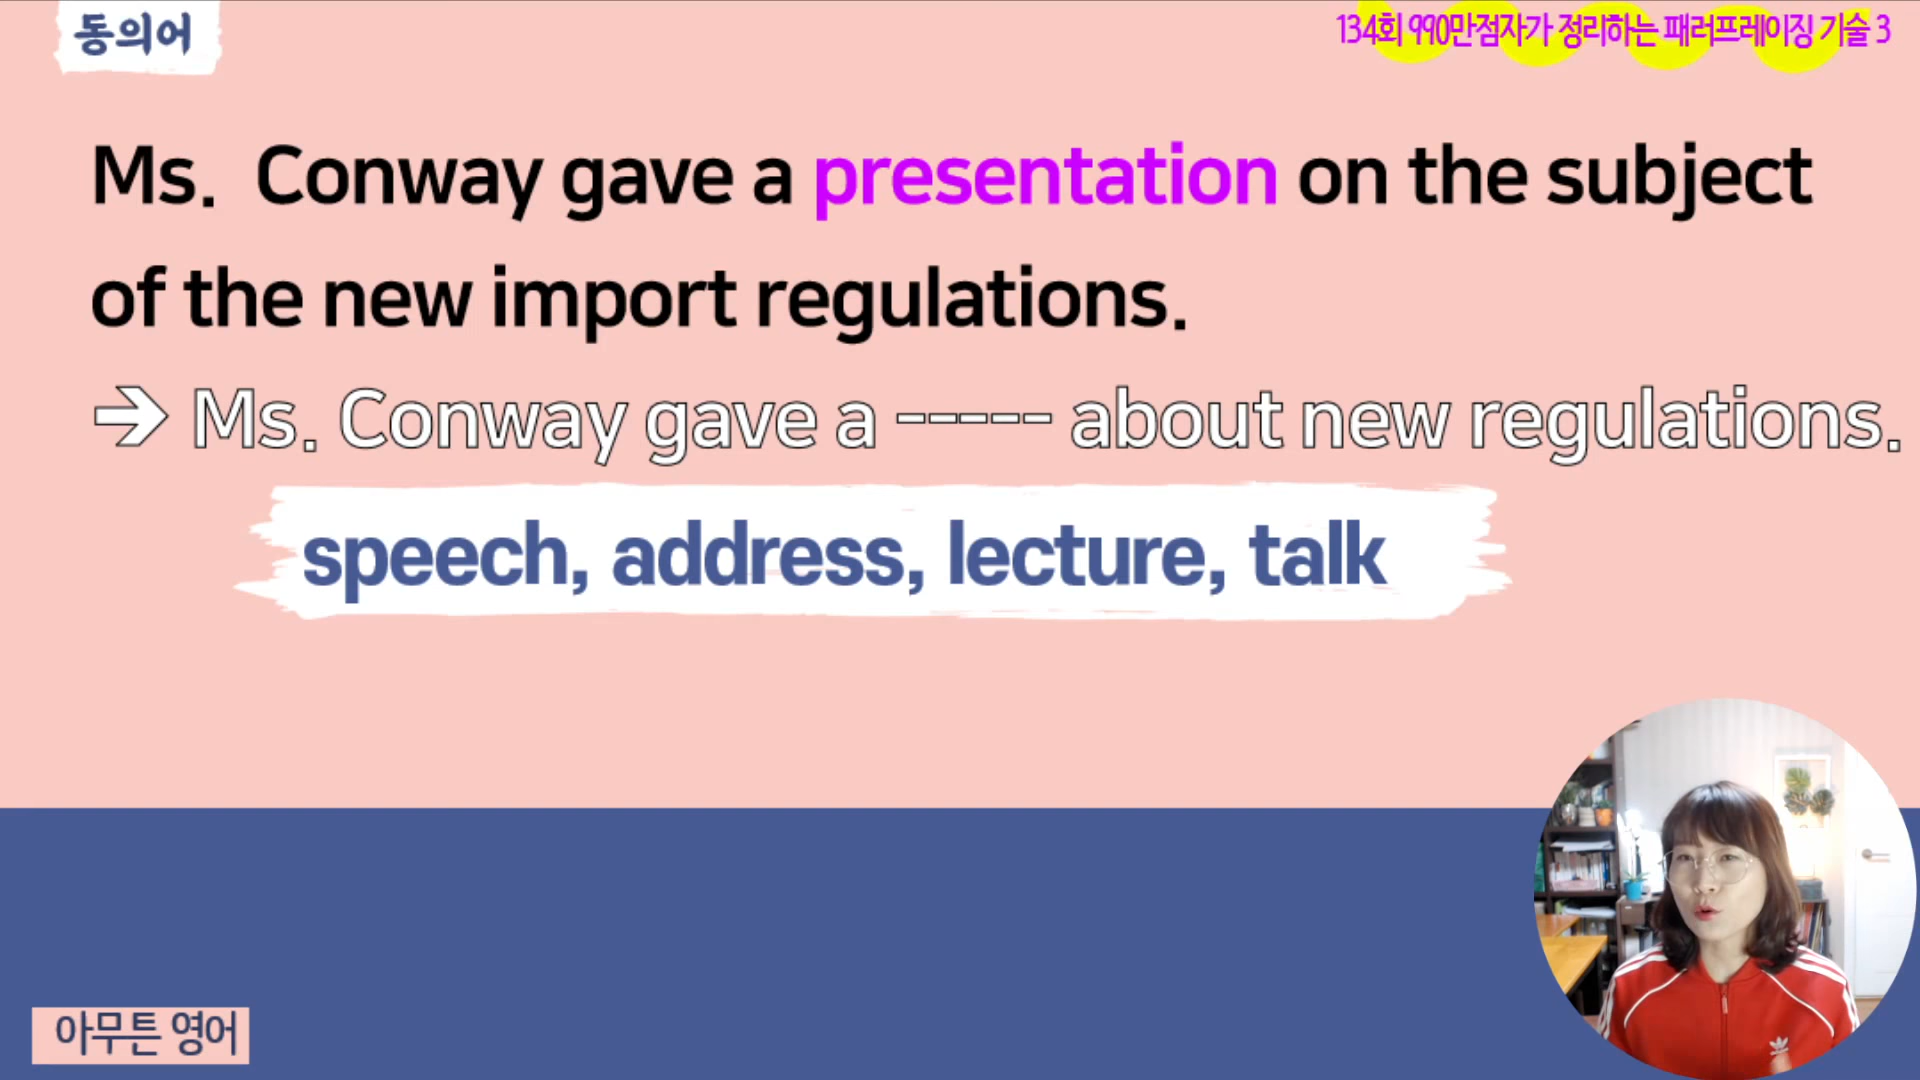 동의어
134회 990만점자가 정리하는 패러프레이징 기술 3
Ms. Conway gave a presentation on the subject
of the new import regulations.
➔ Ms. Conway gave a ----- about new regulations.
speech, address, lecture, talk
아무튼 영어